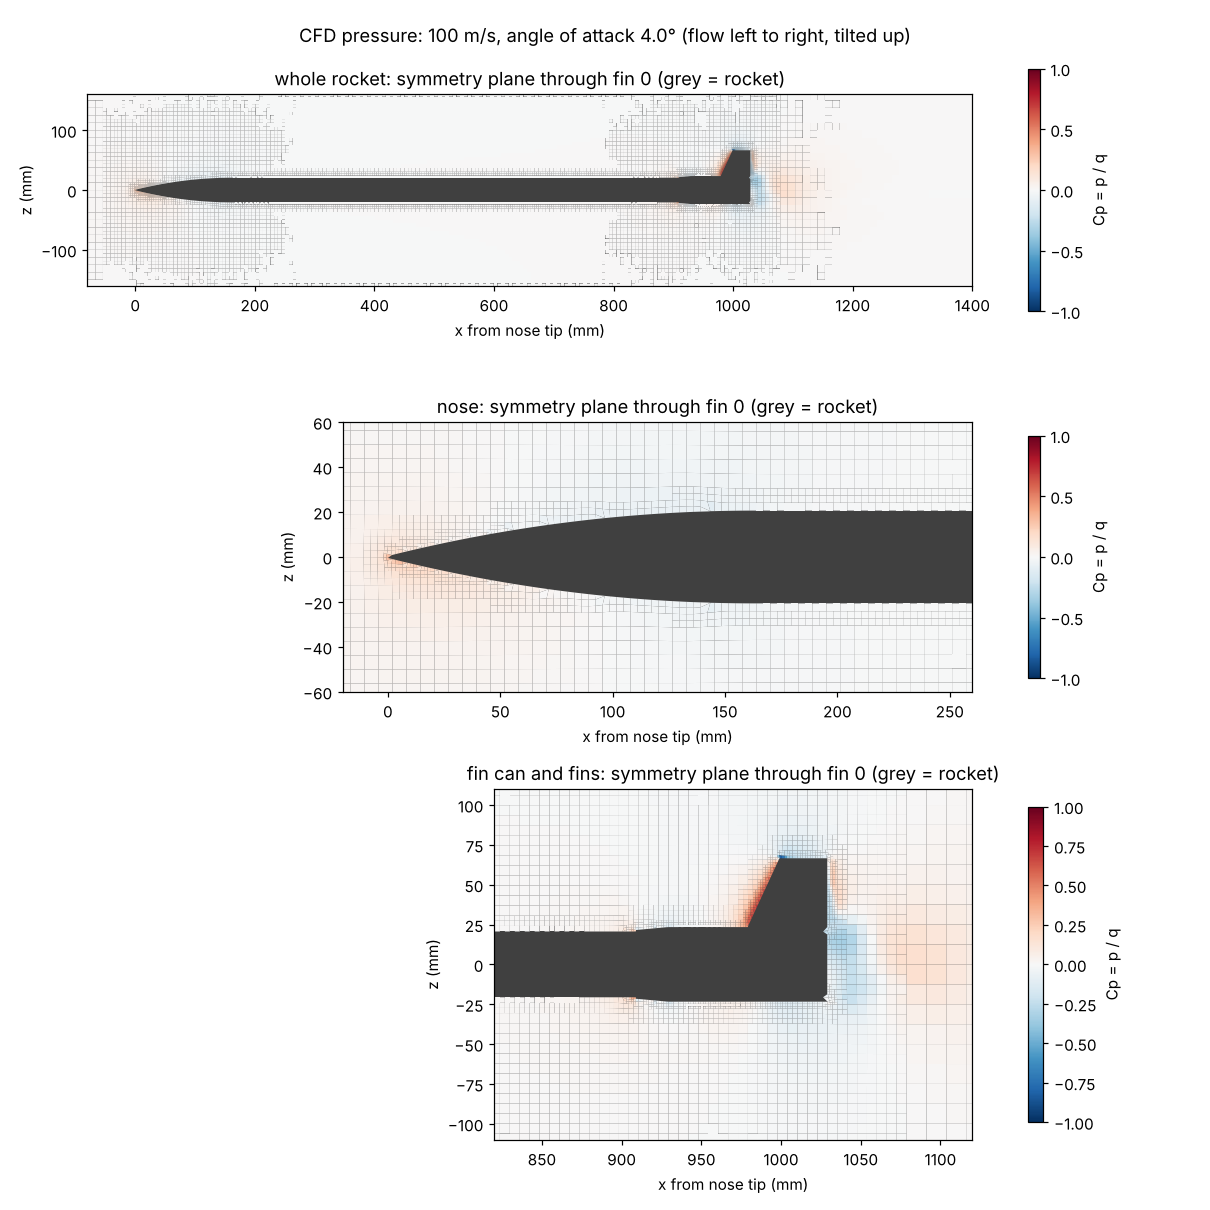 CFD pressure: 100 m/s, angle of attack 4.0° (flow left to right, tilted up)
whole rocket: symmetry plane through fin 0 (grey = rocket)
100
0
−100
z (mm)
0 200 400 600 800 1000 1200 1400
x from nose tip (mm)
1.0
0.5
0.0
−0.5
−1.0
Cp = p / q
nose: symmetry plane through fin 0 (grey = rocket)
60
40
20
0
−20
−40
−60
z (mm)
0 50 100 150 200 250
x from nose tip (mm)
1.0
0.5
0.0
−0.5
−1.0
Cp = p / q
fin can and fins: symmetry plane through fin 0 (grey = rocket)
100
75
50
25
0
−25
−50
−75
−100
z (mm)
850 900 950 1000 1050 1100
x from nose tip (mm)
1.00
0.75
0.50
0.25
0.00
−0.25
−0.50
−0.75
−1.00
Cp = p / q